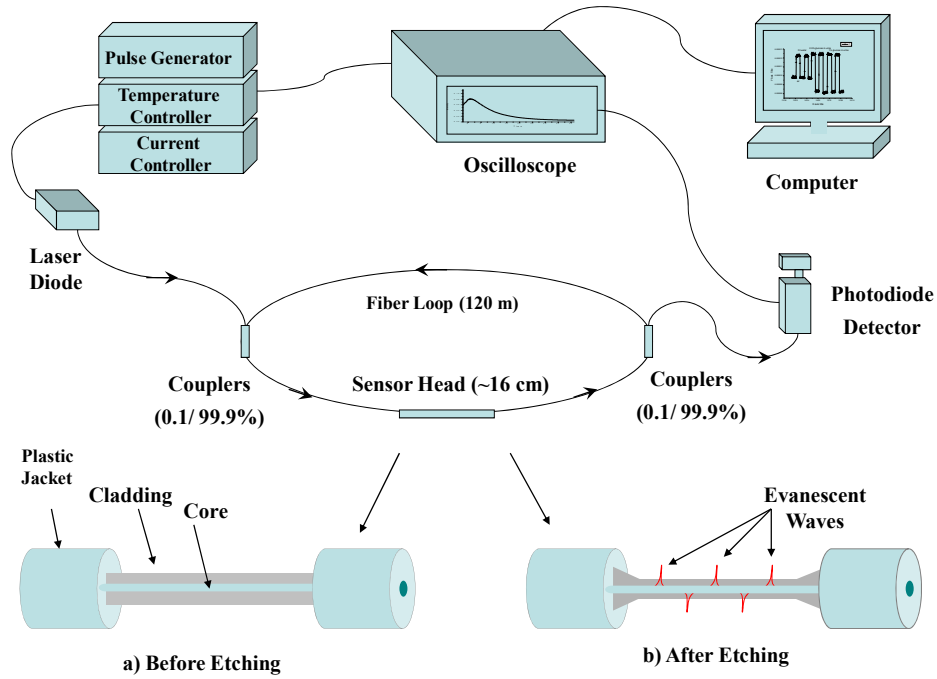 Pulse Generator
Temperature
Controller
Current
Controller
Oscilloscope
Computer
Laser
Diode
Fiber Loop (120 m)
Photodiode
Detector
Couplers
(0.1/ 99.9%)
Sensor Head (~16 cm)
Couplers
(0.1/ 99.9%)
Plastic
Jacket
Cladding
Core
Evanescent
Waves
a) Before Etching
b) After Etching